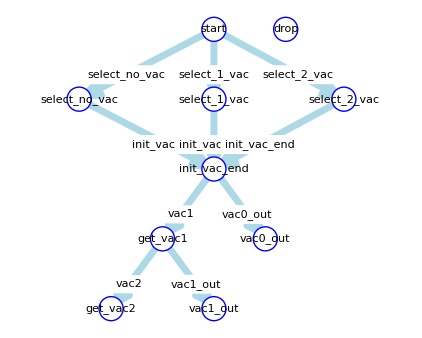 start drop
select_no_vac select_1_vac select_2_vac
select_no_vac select_1_vac select_2_vac
init_vac init_vac init_vac_end
init_vac_end
vac1 vac0_out
get_vac1 vac0_out
vac2 vac1_out
get_vac2 vac1_out